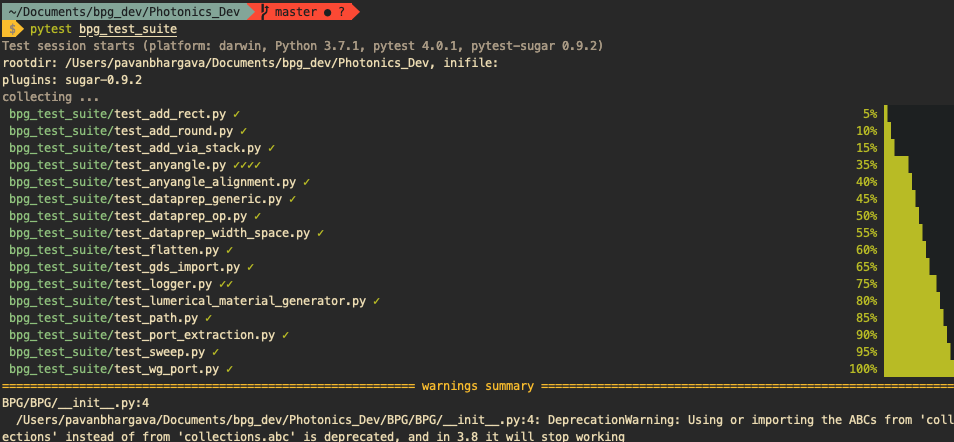 ~/Documents/bpg_dev/Photonics_Dev master ● ?
$ pytest bpg_test_suite
Test session starts (platform: darwin, Python 3.7.1, pytest 4.0.1, pytest-sugar 0.9.2)
rootdir: /Users/pavanbhargava/Documents/bpg_dev/Photonics_Dev, inifile:
plugins: sugar-0.9.2
collecting ...
bpg_test_suite/test_add_rect.py ✓ 5%
bpg_test_suite/test_add_round.py ✓ 10%
bpg_test_suite/test_add_via_stack.py ✓ 15%
bpg_test_suite/test_anyangle.py ✓✓✓✓ 35%
bpg_test_suite/test_anyangle_alignment.py ✓ 40%
bpg_test_suite/test_dataprep_generic.py ✓ 45%
bpg_test_suite/test_dataprep_op.py ✓ 50%
bpg_test_suite/test_dataprep_width_space.py ✓ 55%
bpg_test_suite/test_flatten.py ✓ 60%
bpg_test_suite/test_gds_import.py ✓ 65%
bpg_test_suite/test_logger.py ✓✓ 75%
bpg_test_suite/test_lumerical_material_generator.py ✓ 80%
bpg_test_suite/test_path.py ✓ 85%
bpg_test_suite/test_port_extraction.py ✓ 90%
bpg_test_suite/test_sweep.py ✓ 95%
bpg_test_suite/test_wg_port.py ✓ 100%
warnings summary
BPG/BPG/__init__.py:4
/Users/pavanbhargava/Documents/bpg_dev/Photonics_Dev/BPG/BPG/__init__.py:4: DeprecationWarning: Using or importing the ABCs from 'coll
ections' instead of from 'collections.abc' is deprecated, and in 3.8 it will stop working